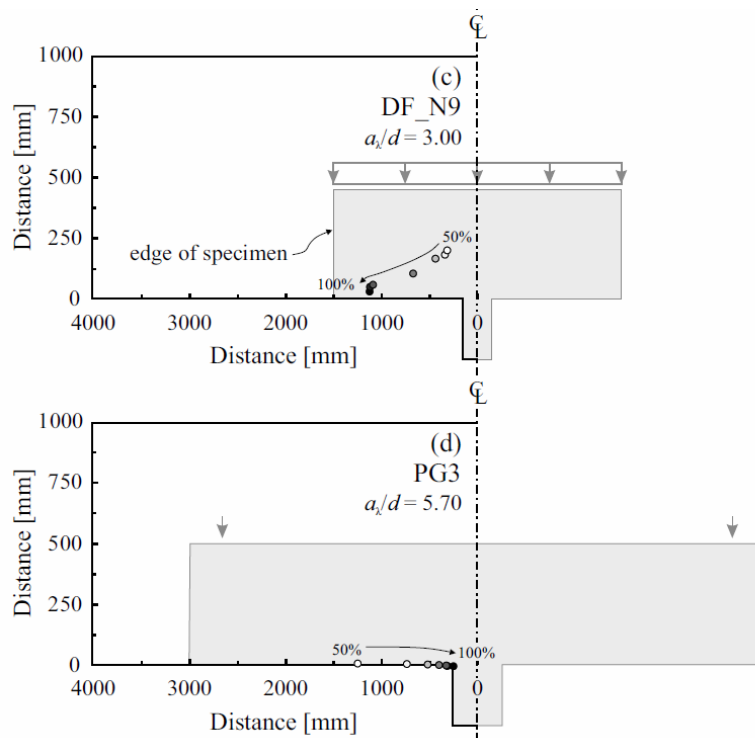 ℄
1000
(c)
DF_N9
a_λ/d = 3.00
750
500
250
0
Distance [mm]
edge of specimen
50%
100%
4000 3000 2000 1000 0
Distance [mm]
℄
1000
(d)
PG3
a_λ/d = 5.70
750
500
250
0
Distance [mm]
50% 100%
4000 3000 2000 1000 0
Distance [mm]